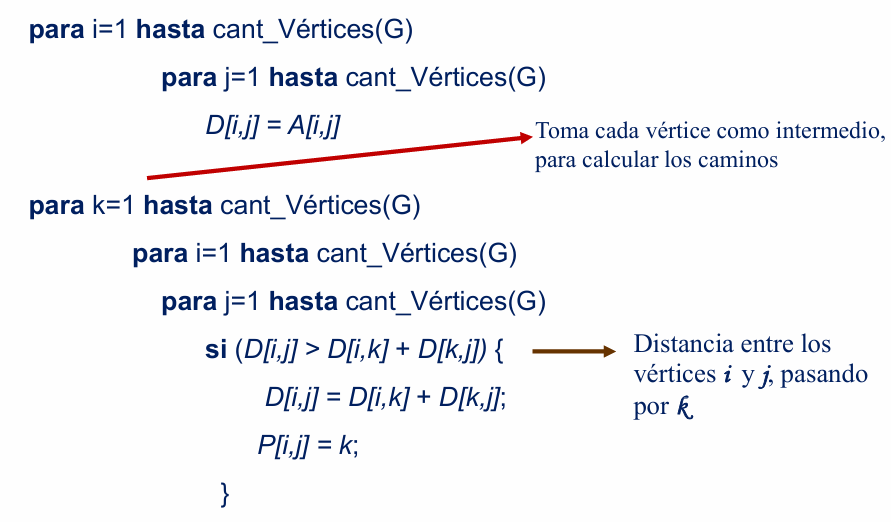 para i=1 hasta cant_Vértices(G)
para j=1 hasta cant_Vértices(G)
D[i,j] = A[i,j]
Toma cada vértice como intermedio,
para calcular los caminos
para k=1 hasta cant_Vértices(G)
para i=1 hasta cant_Vértices(G)
para j=1 hasta cant_Vértices(G)
si (D[i,j] > D[i,k] + D[k,j]) {
Distancia entre los
vértices i y j, pasando
por k
D[i,j] = D[i,k] + D[k,j];
P[i,j] = k;
}